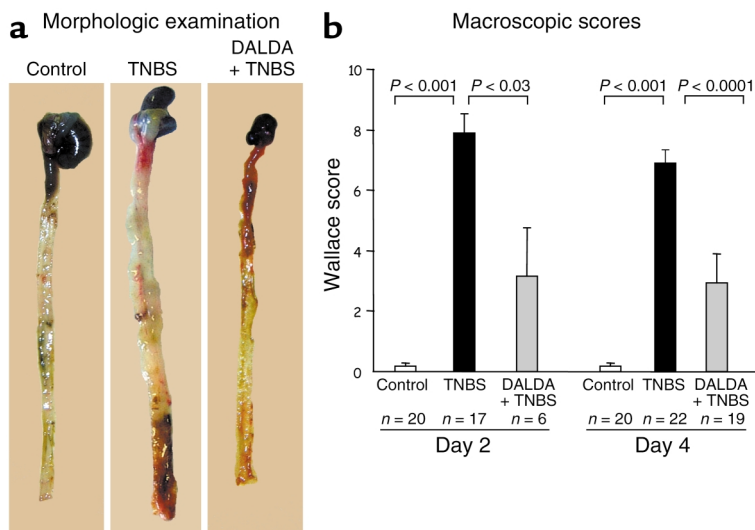 a Morphologic examination
Control
TNBS
DALDA
+ TNBS
b Macroscopic scores
Wallace score
10
8
6
4
2
0
P < 0.001
P < 0.03
P < 0.001
P < 0.0001
Control
TNBS
DALDA
+ TNBS
Control
TNBS
DALDA
+ TNBS
n = 20
n = 17
n = 6
n = 20
n = 22
n = 19
Day 2
Day 4